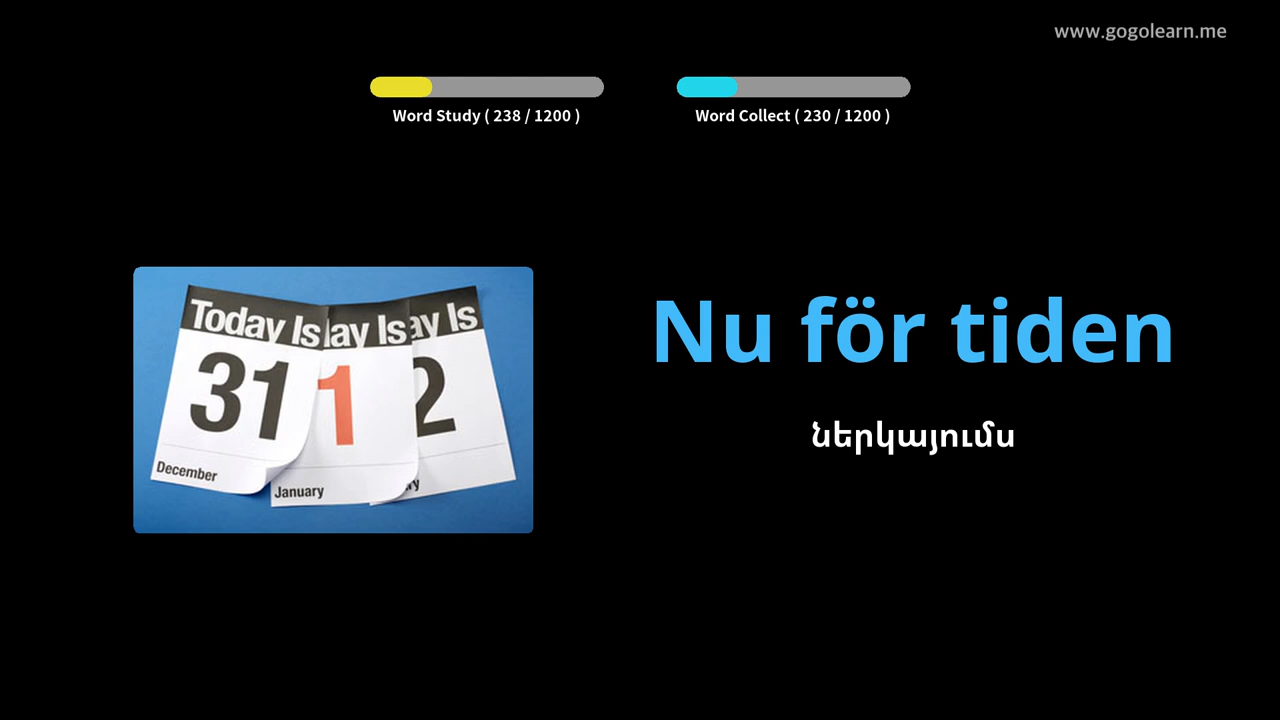 www.gogolearn.me
Word Study ( 238 / 1200 )
Word Collect ( 230 / 1200 )
Today Is
ay Is
ay Is
31
1
2
December
January
ry
Nu för tiden
ներկայումս